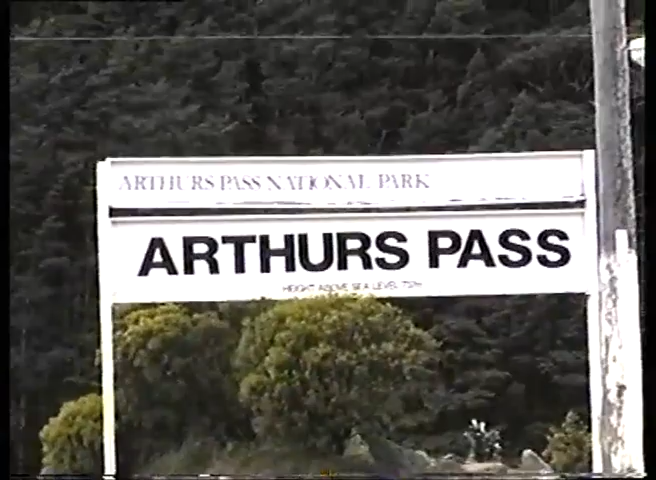 ARTHURS PASS NATIONAL PARK
ARTHURS PASS
HEIGHT ABOVE SEA LEVEL